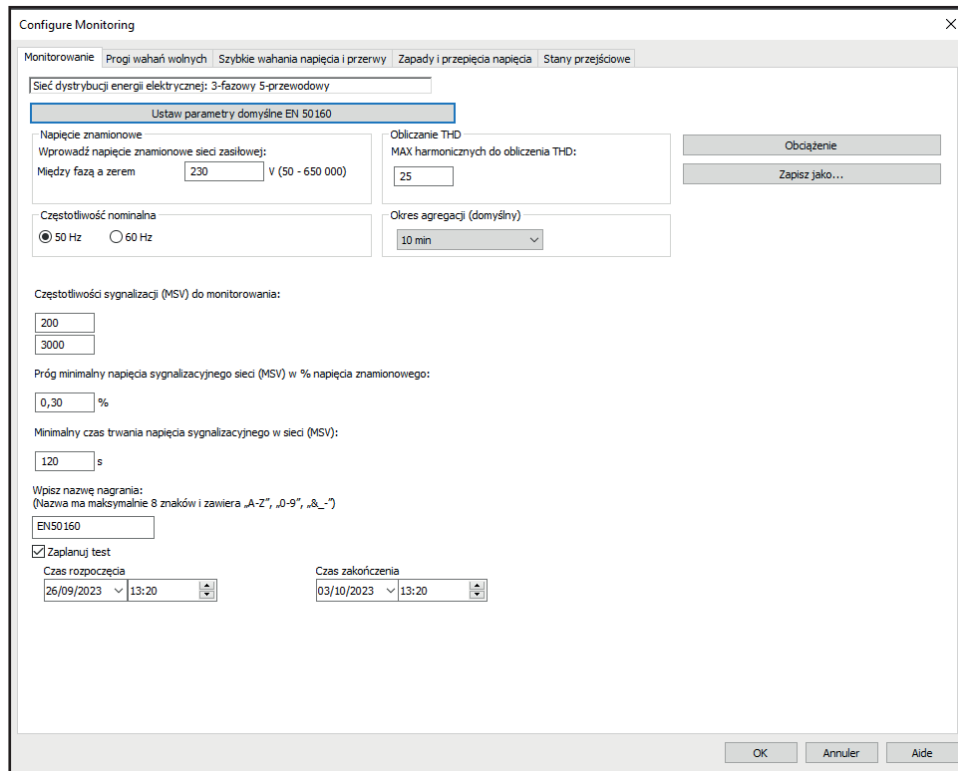 Configure Monitoring
Monitorowanie Progi wahań wolnych Szybkie wahania napięcia i przerwy Zapady i przepięcia napięcia Stany przejściowe
Sieć dystrybucji energii elektrycznej: 3-fazowy 5-przewodowy
Ustaw parametry domyślne EN 50160
Napięcie znamionowe
Wprowadź napięcie znamionowe sieci zasiłowej:
Między fazą a zerem 230 V (50 - 650 000)
Obliczanie THD
MAX harmonicznych do obliczenia THD:
25
Obciążenie
Zapisz jako...
Częstotliwość nominalna
50 Hz 60 Hz
Okres agregacji (domyślny)
10 min
Częstotliwości sygnalizacji (MSV) do monitorowania:
200
3000
Próg minimalny napięcia sygnalizacyjnego sieci (MSV) w % napięcia znamionowego:
0,30 %
Minimalny czas trwania napięcia sygnalizacyjnego w sieci (MSV):
120 s
Wpisz nazwę nagrania:
(Nazwa ma maksymalnie 8 znaków i zawiera „A-Z”, „0-9”, „&_-”)
EN50160
Zaplanuj test
Czas rozpoczęcia Czas zakończenia
26/09/2023 13:20 03/10/2023 13:20
OK Annuler Aide